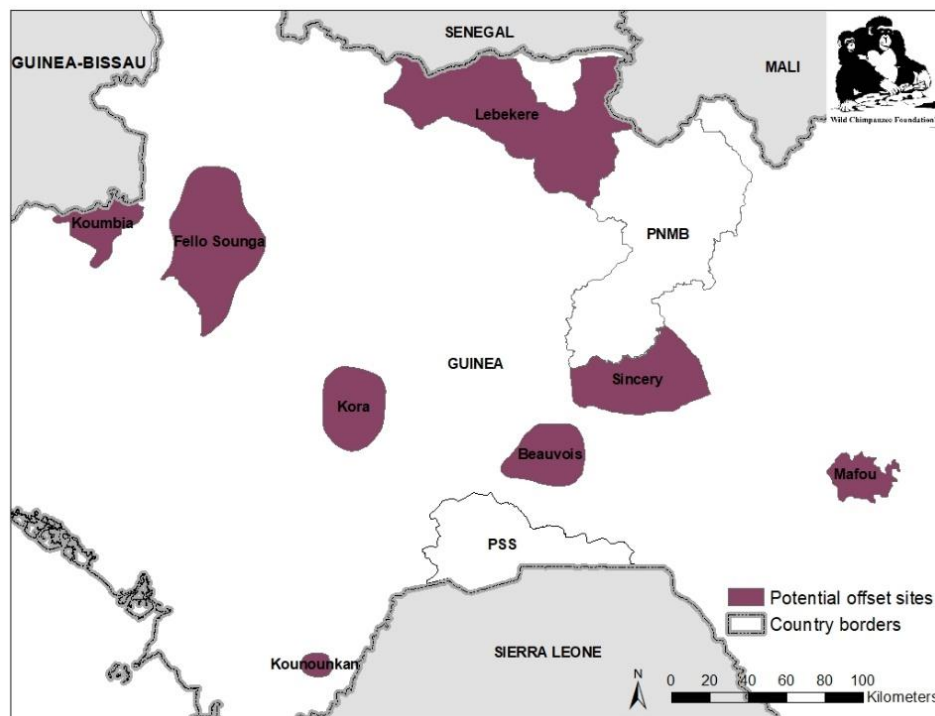 SENEGAL
GUINEA-BISSAU
MALI
Wild Chimpanzee Foundation
Lebekere
Koumbia
Fello Sounga
PNMB
GUINEA
Sincery
Kora
Beauvois
Mafou
PSS
Potential offset sites
Country borders
Kounounkan
SIERRA LEONE
N
0 20 40 60 80 100
Kilometers